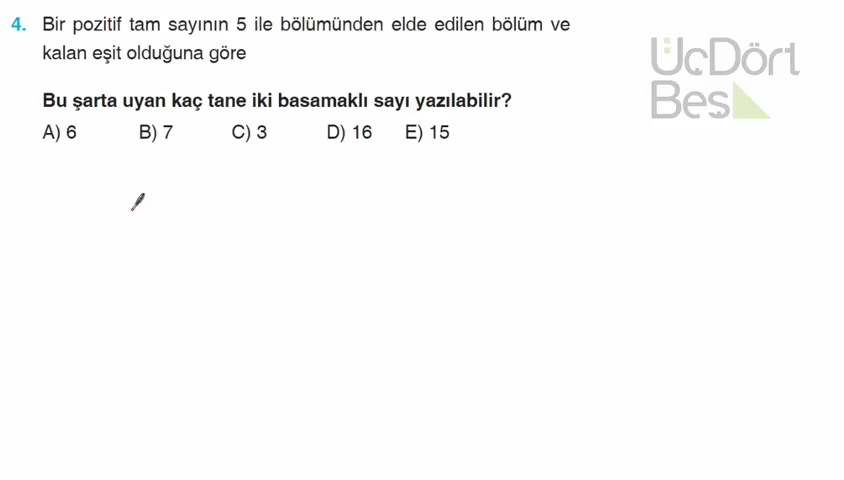 4. Bir pozitif tam sayının 5 ile bölümünden elde edilen bölüm ve
kalan eşit olduğuna göre
Bu şarta uyan kaç tane iki basamaklı sayı yazılabilir?
A) 6 B) 7 C) 3 D) 16 E) 15
ÜçDört
Beş